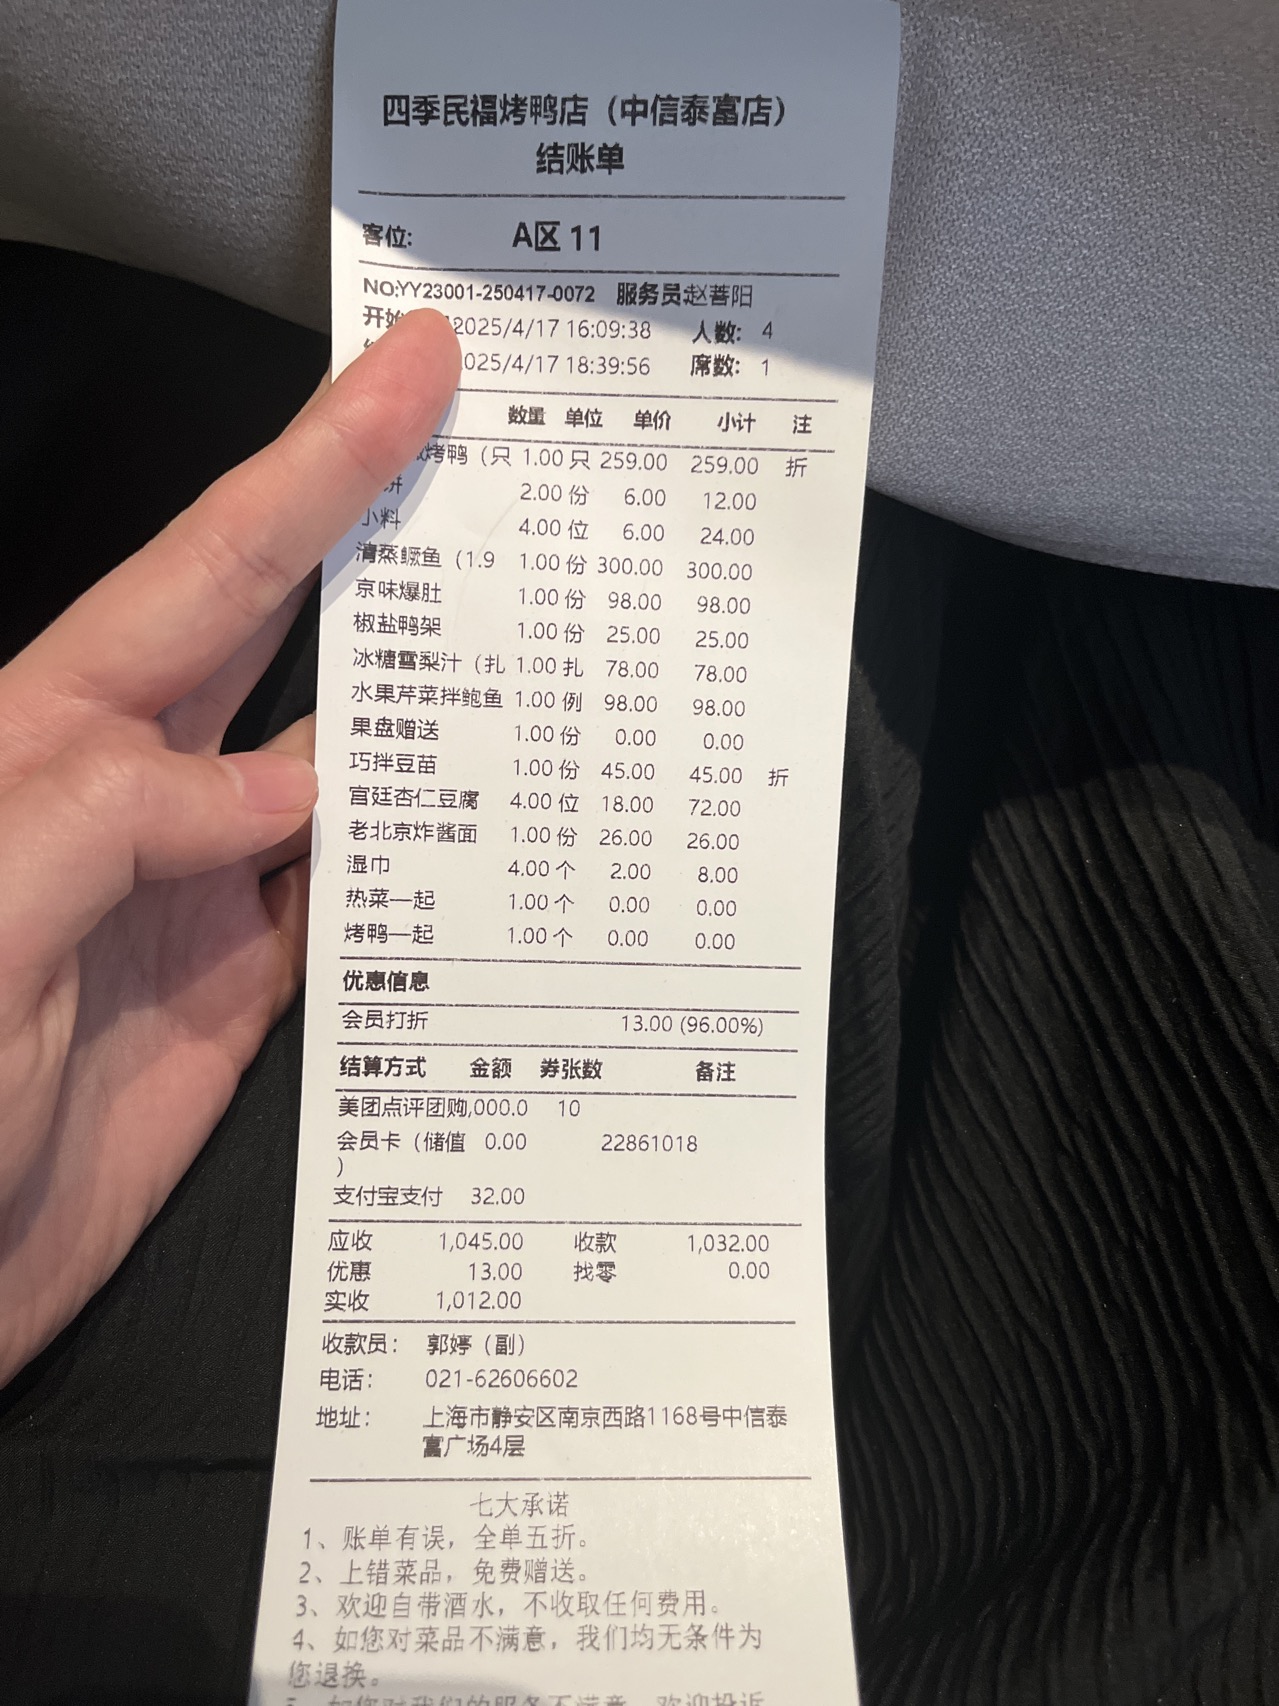 四季民福烤鸭店（中信泰富店）
结账单
客位: A区 11
NO:YY23001-250417-0072 服务员:赵菩阳
开始 2025/4/17 16:09:38 人数: 4
025/4/17 18:39:56 席数: 1
数量 单位 单价 小计 注
烤鸭（只 1.00 只 259.00 259.00 折
饼 2.00 份 6.00 12.00
小料 4.00 位 6.00 24.00
清蒸鳜鱼（1.9 1.00 份 300.00 300.00
京味爆肚 1.00 份 98.00 98.00
椒盐鸭架 1.00 份 25.00 25.00
冰糖雪梨汁（扎 1.00 扎 78.00 78.00
水果芹菜拌鲍鱼 1.00 例 98.00 98.00
果盘赠送 1.00 份 0.00 0.00
巧拌豆苗 1.00 份 45.00 45.00 折
宫廷杏仁豆腐 4.00 位 18.00 72.00
老北京炸酱面 1.00 份 26.00 26.00
湿巾 4.00 个 2.00 8.00
热菜一起 1.00 个 0.00 0.00
烤鸭一起 1.00 个 0.00 0.00
优惠信息
会员打折 13.00 (96.00%)
结算方式 金额 券张数 备注
美团点评团购,000.0 10
会员卡（储值 0.00 22861018
）
支付宝支付 32.00
应收 1,045.00 收款 1,032.00
优惠 13.00 找零 0.00
实收 1,012.00
收款员: 郭婷（副）
电话: 021-62606602
地址: 上海市静安区南京西路1168号中信泰
富广场4层
七大承诺
1、账单有误，全单五折。
2、上错菜品，免费赠送。
3、欢迎自带酒水，不收取任何费用。
4、如您对菜品不满意，我们均无条件为
您退换。
5、如您对我们的服务不满意，欢迎投诉